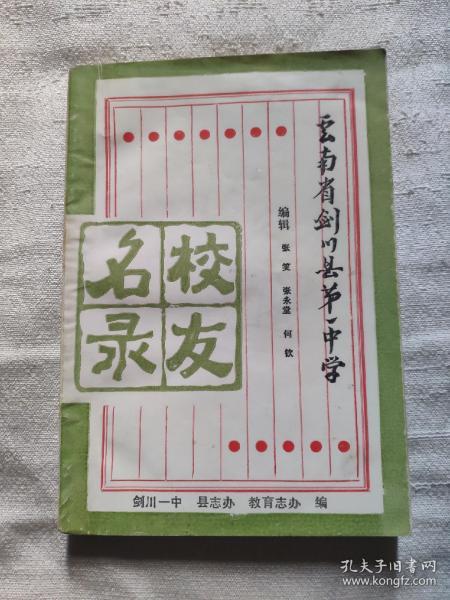 云南省剑川县第一中学
编辑 张笑 张永堂 何钦
校友
名录
剑川一中 县志办 教育志办 编
孔夫子旧书网
www.kongfz.com